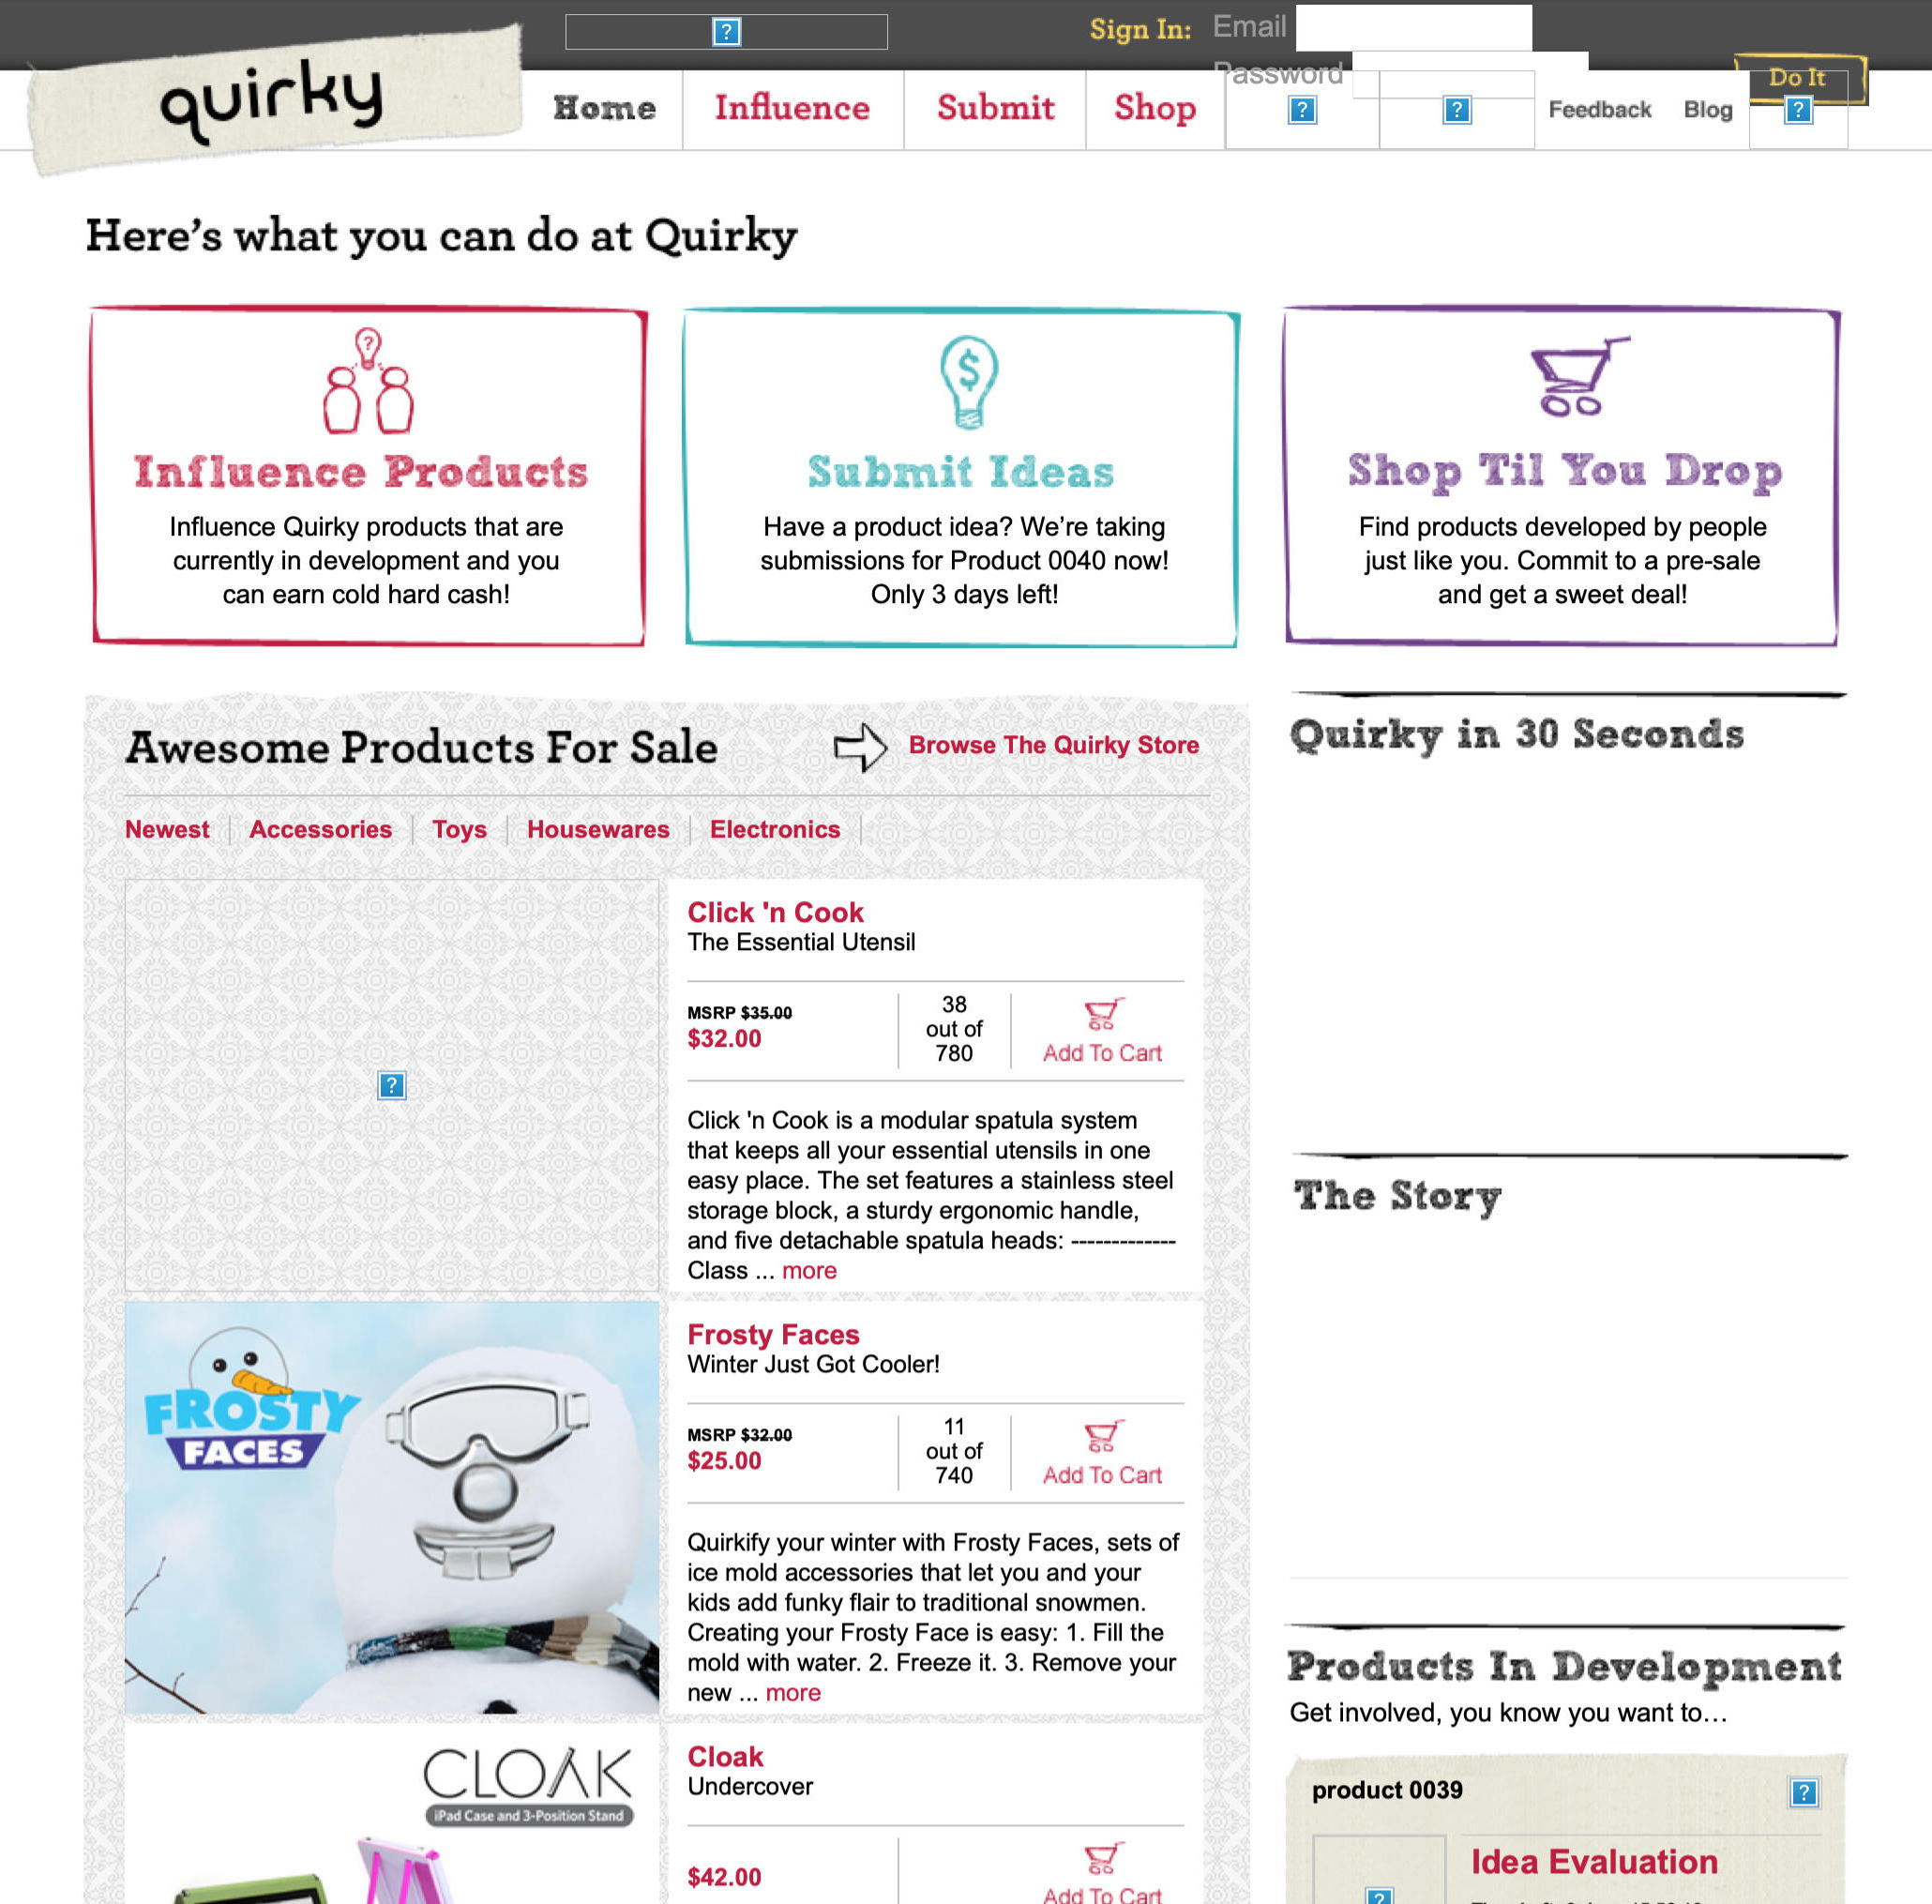 Sign In: Email
Password
Do It
quirky
Home Influence Submit Shop Feedback Blog
Here's what you can do at Quirky
Influence Products
Influence Quirky products that are
currently in development and you
can earn cold hard cash!
Submit Ideas
Have a product idea? We're taking
submissions for Product 0040 now!
Only 3 days left!
Shop Til You Drop
Find products developed by people
just like you. Commit to a pre-sale
and get a sweet deal!
Awesome Products For Sale
Browse The Quirky Store
Newest Accessories Toys Housewares Electronics
Click 'n Cook
The Essential Utensil
MSRP $35.00
$32.00
38
out of
780
Add To Cart
Click 'n Cook is a modular spatula system
that keeps all your essential utensils in one
easy place. The set features a stainless steel
storage block, a sturdy ergonomic handle,
and five detachable spatula heads: -------------
Class ... more
FROSTY
FACES
Frosty Faces
Winter Just Got Cooler!
MSRP $32.00
$25.00
11
out of
740
Add To Cart
Quirkify your winter with Frosty Faces, sets of
ice mold accessories that let you and your
kids add funky flair to traditional snowmen.
Creating your Frosty Face is easy: 1. Fill the
mold with water. 2. Freeze it. 3. Remove your
new ... more
CLOAK
iPad Case and 3-Position Stand
Cloak
Undercover
$42.00
Add To Cart
Quirky in 30 Seconds
The Story
Products In Development
Get involved, you know you want to...
product 0039
Idea Evaluation